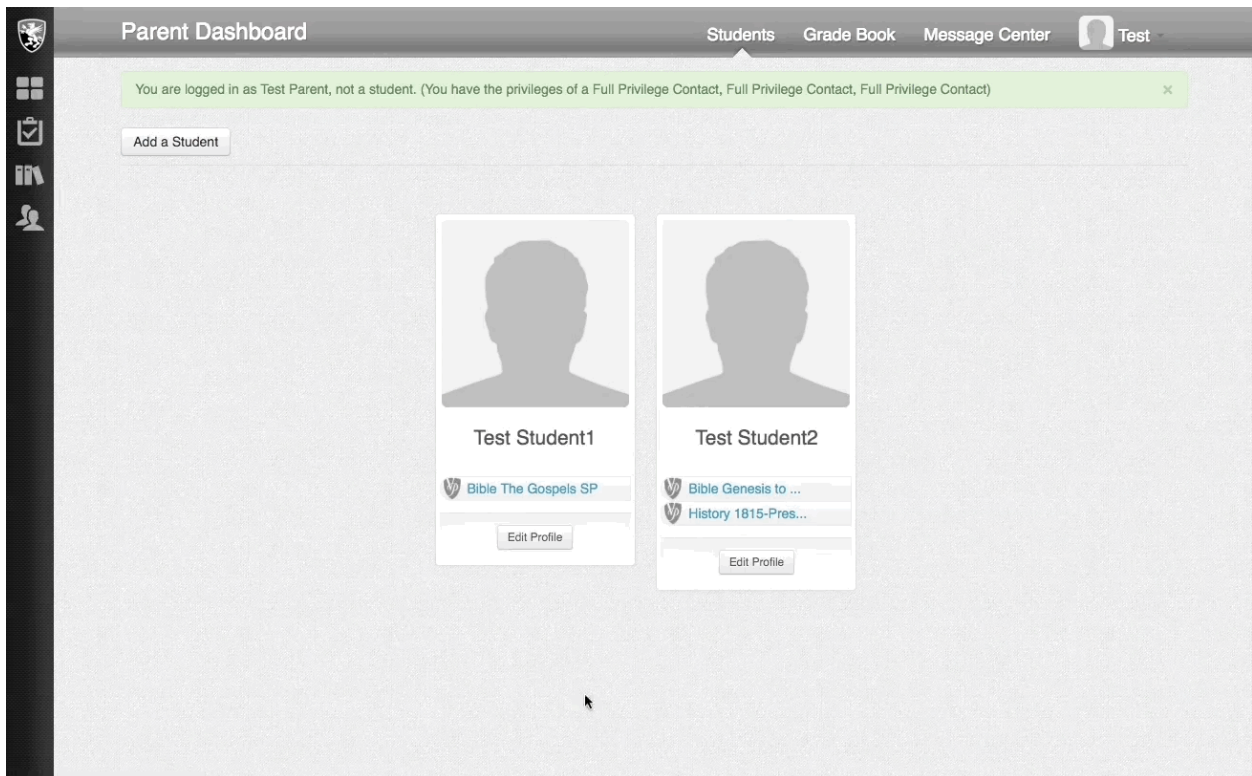 Parent Dashboard
Students Grade Book Message Center Test
You are logged in as Test Parent, not a student. (You have the privileges of a Full Privilege Contact, Full Privilege Contact, Full Privilege Contact)
Add a Student
Test Student1
Bible The Gospels SP
Edit Profile
Test Student2
Bible Genesis to ...
History 1815-Pres...
Edit Profile